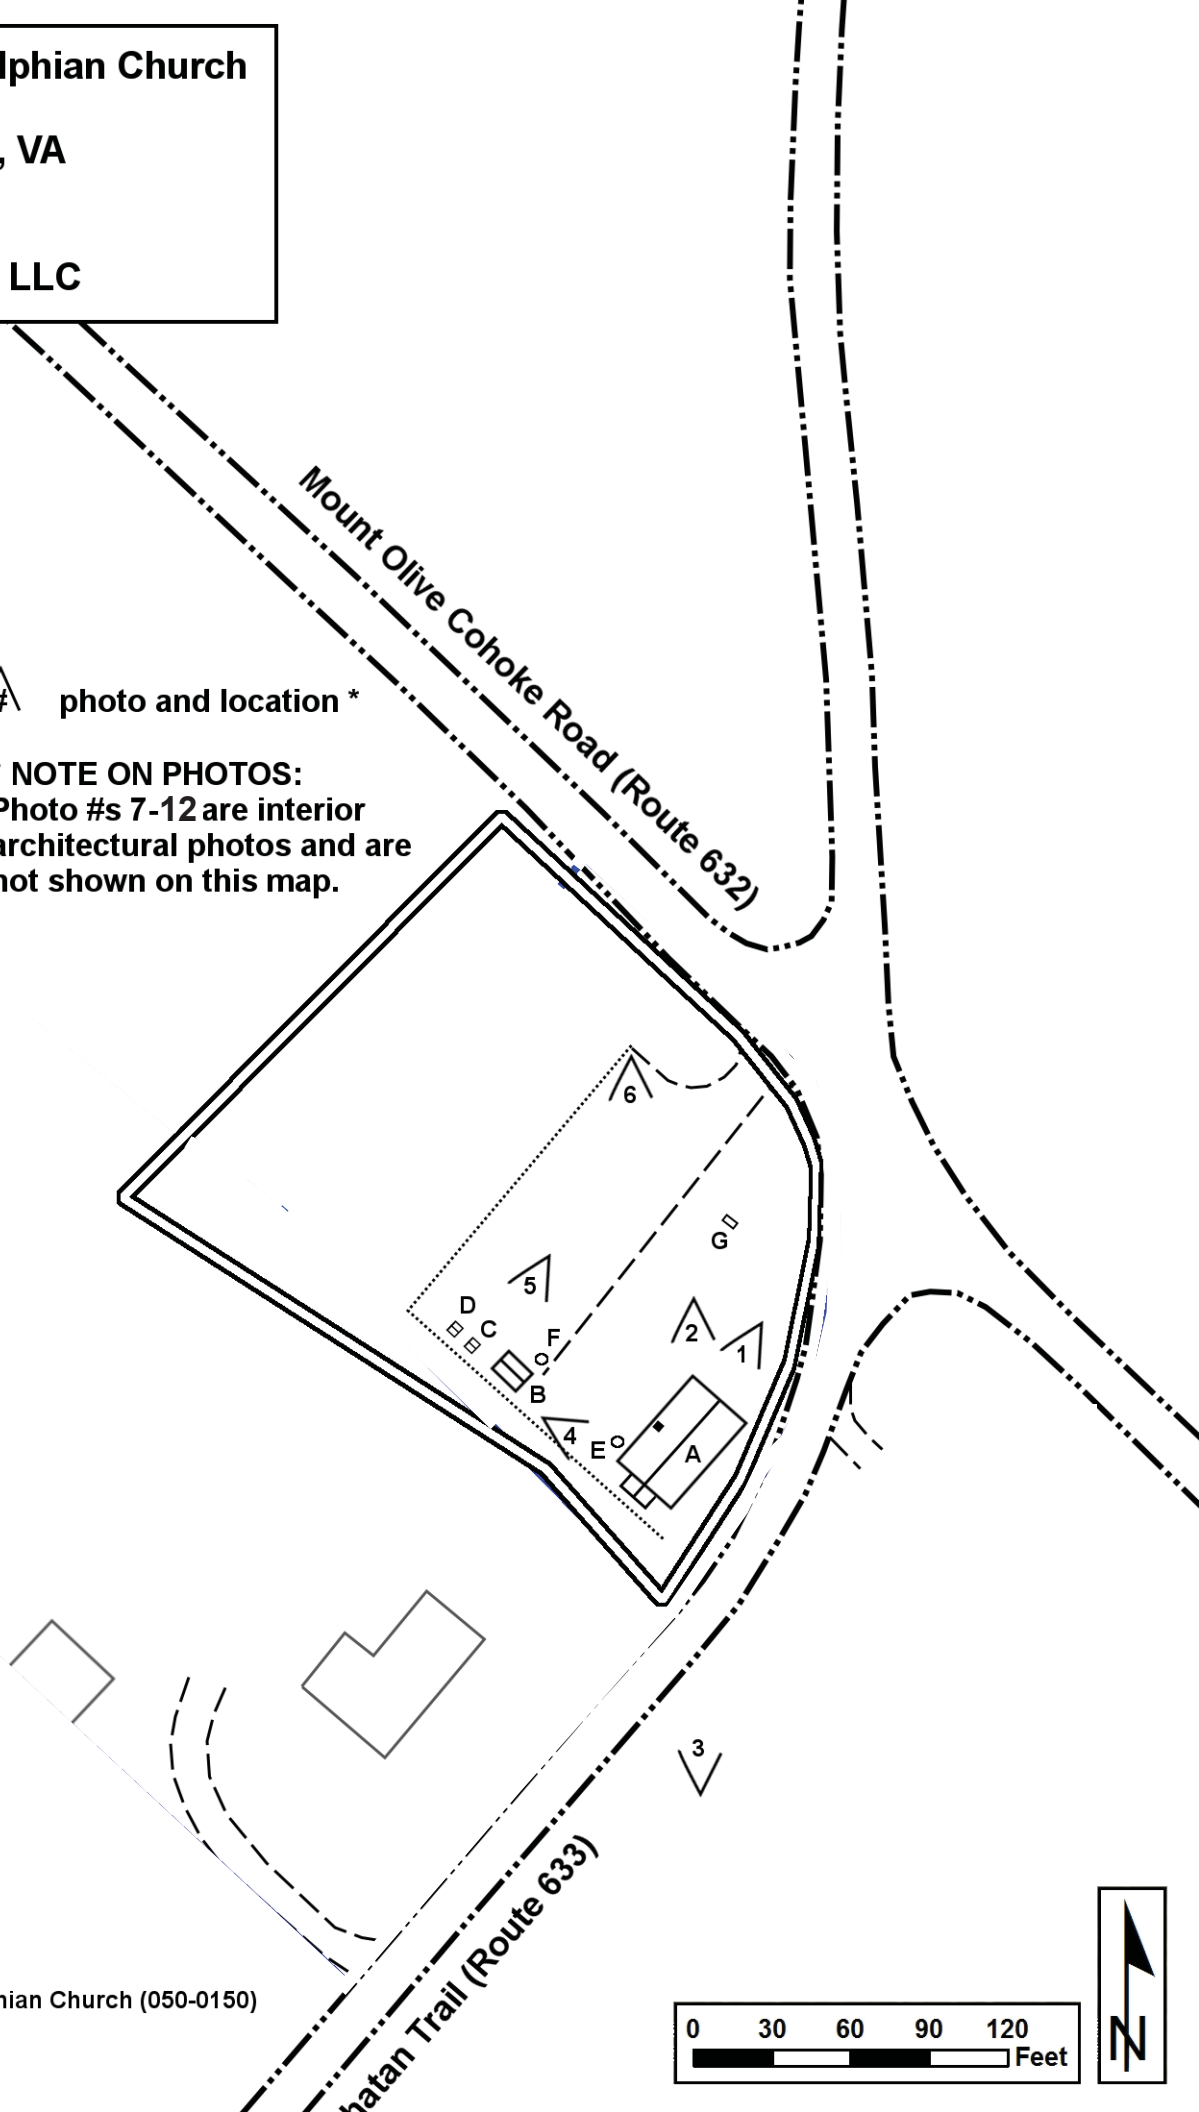 lphian Church
, VA
LLC
Mount Olive Cohoke Road (Route 632)
# photo and location *
* NOTE ON PHOTOS:
Photo #s 7-12 are interior
architectural photos and are
not shown on this map.
6
G
5
D
C
F
2
1
B
4
E
A
3
hatan Trail (Route 633)
hian Church (050-0150)
0 30 60 90 120
Feet
N